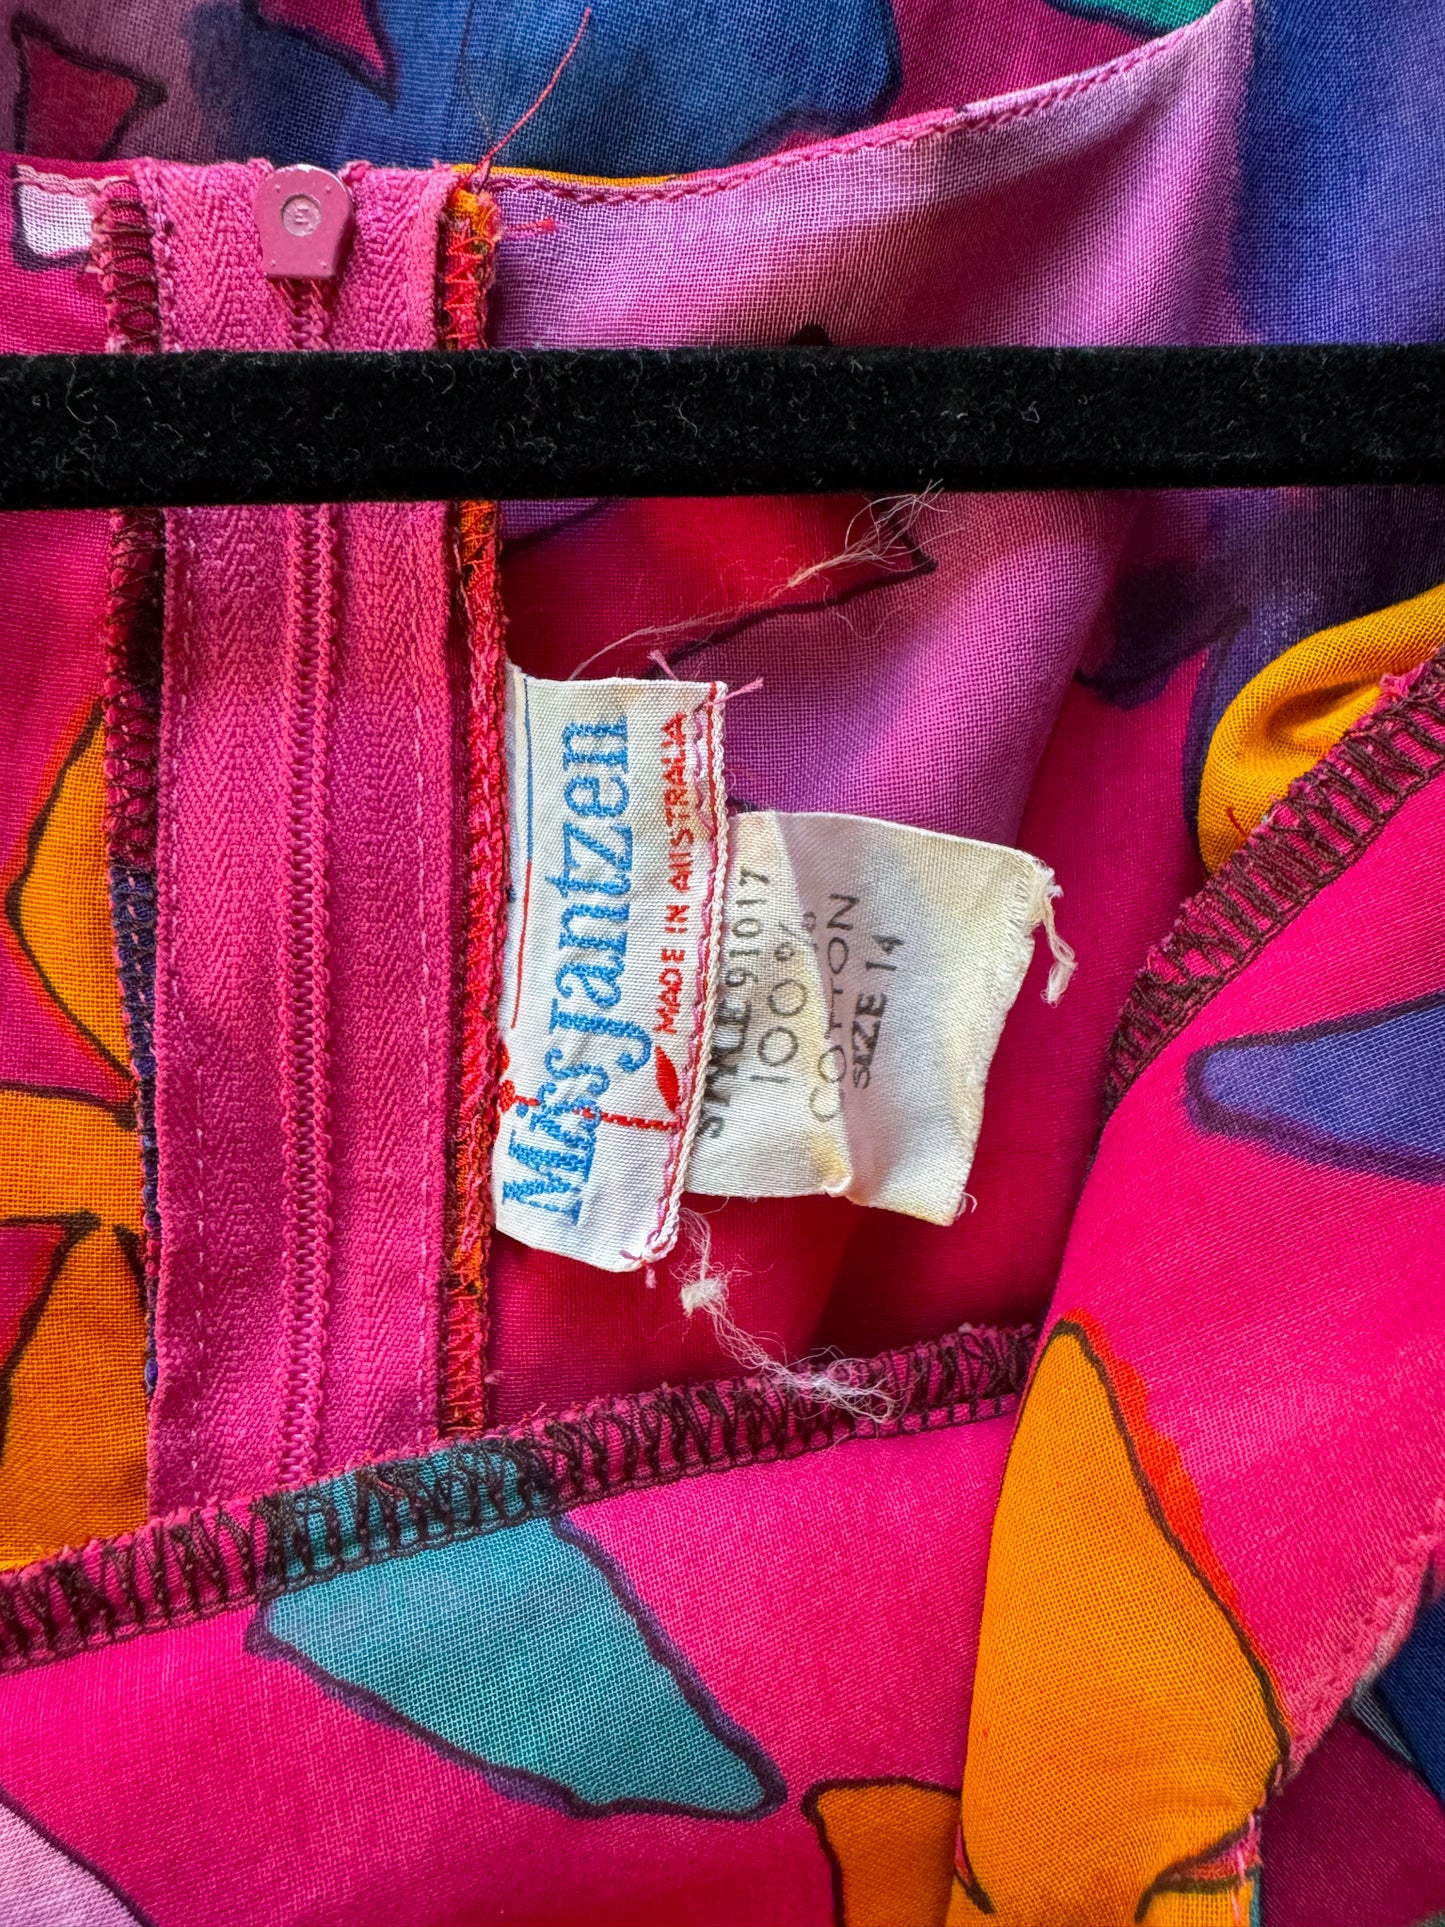 Miss Jantzen
MADE IN AUSTRALIA
STYLE 91017
100%
COTTON
SIZE 14